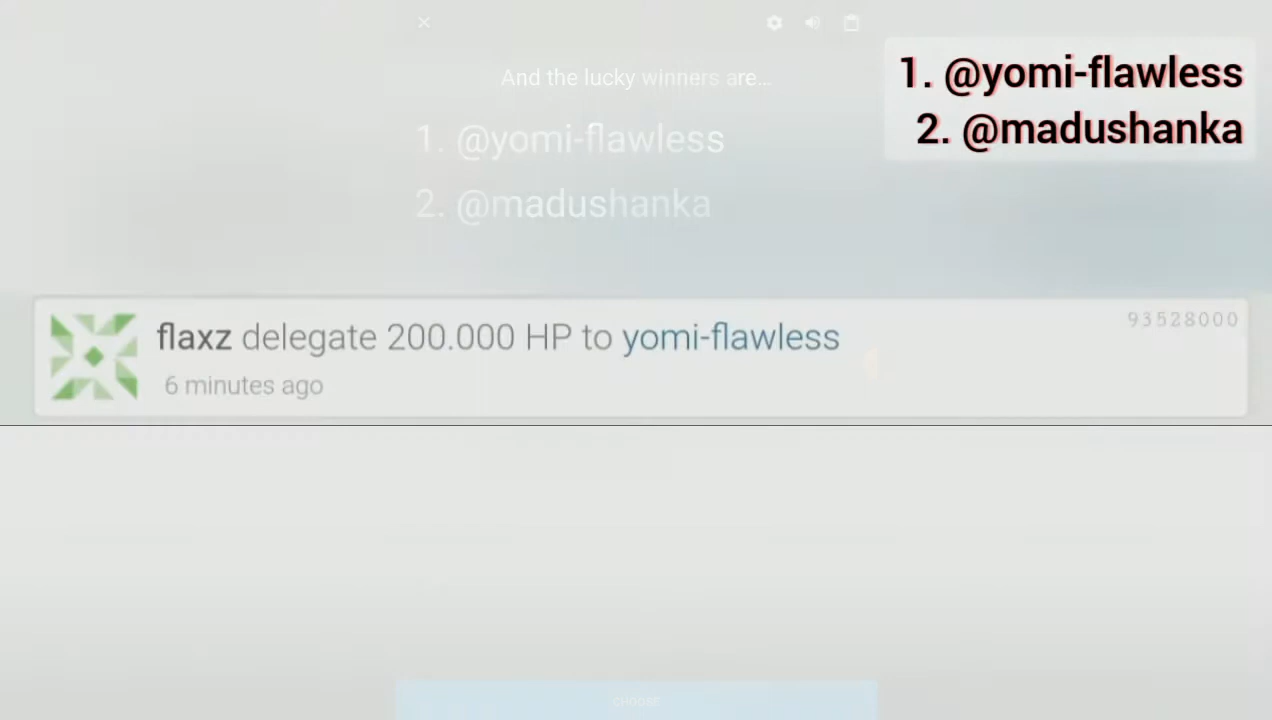 And the lucky winners are...
1. @yomi-flawless
2. @madushanka
1. @yomi-flawless
2. @madushanka
flaxz delegate 200.000 HP to yomi-flawless
93528000
6 minutes ago
CHOOSE